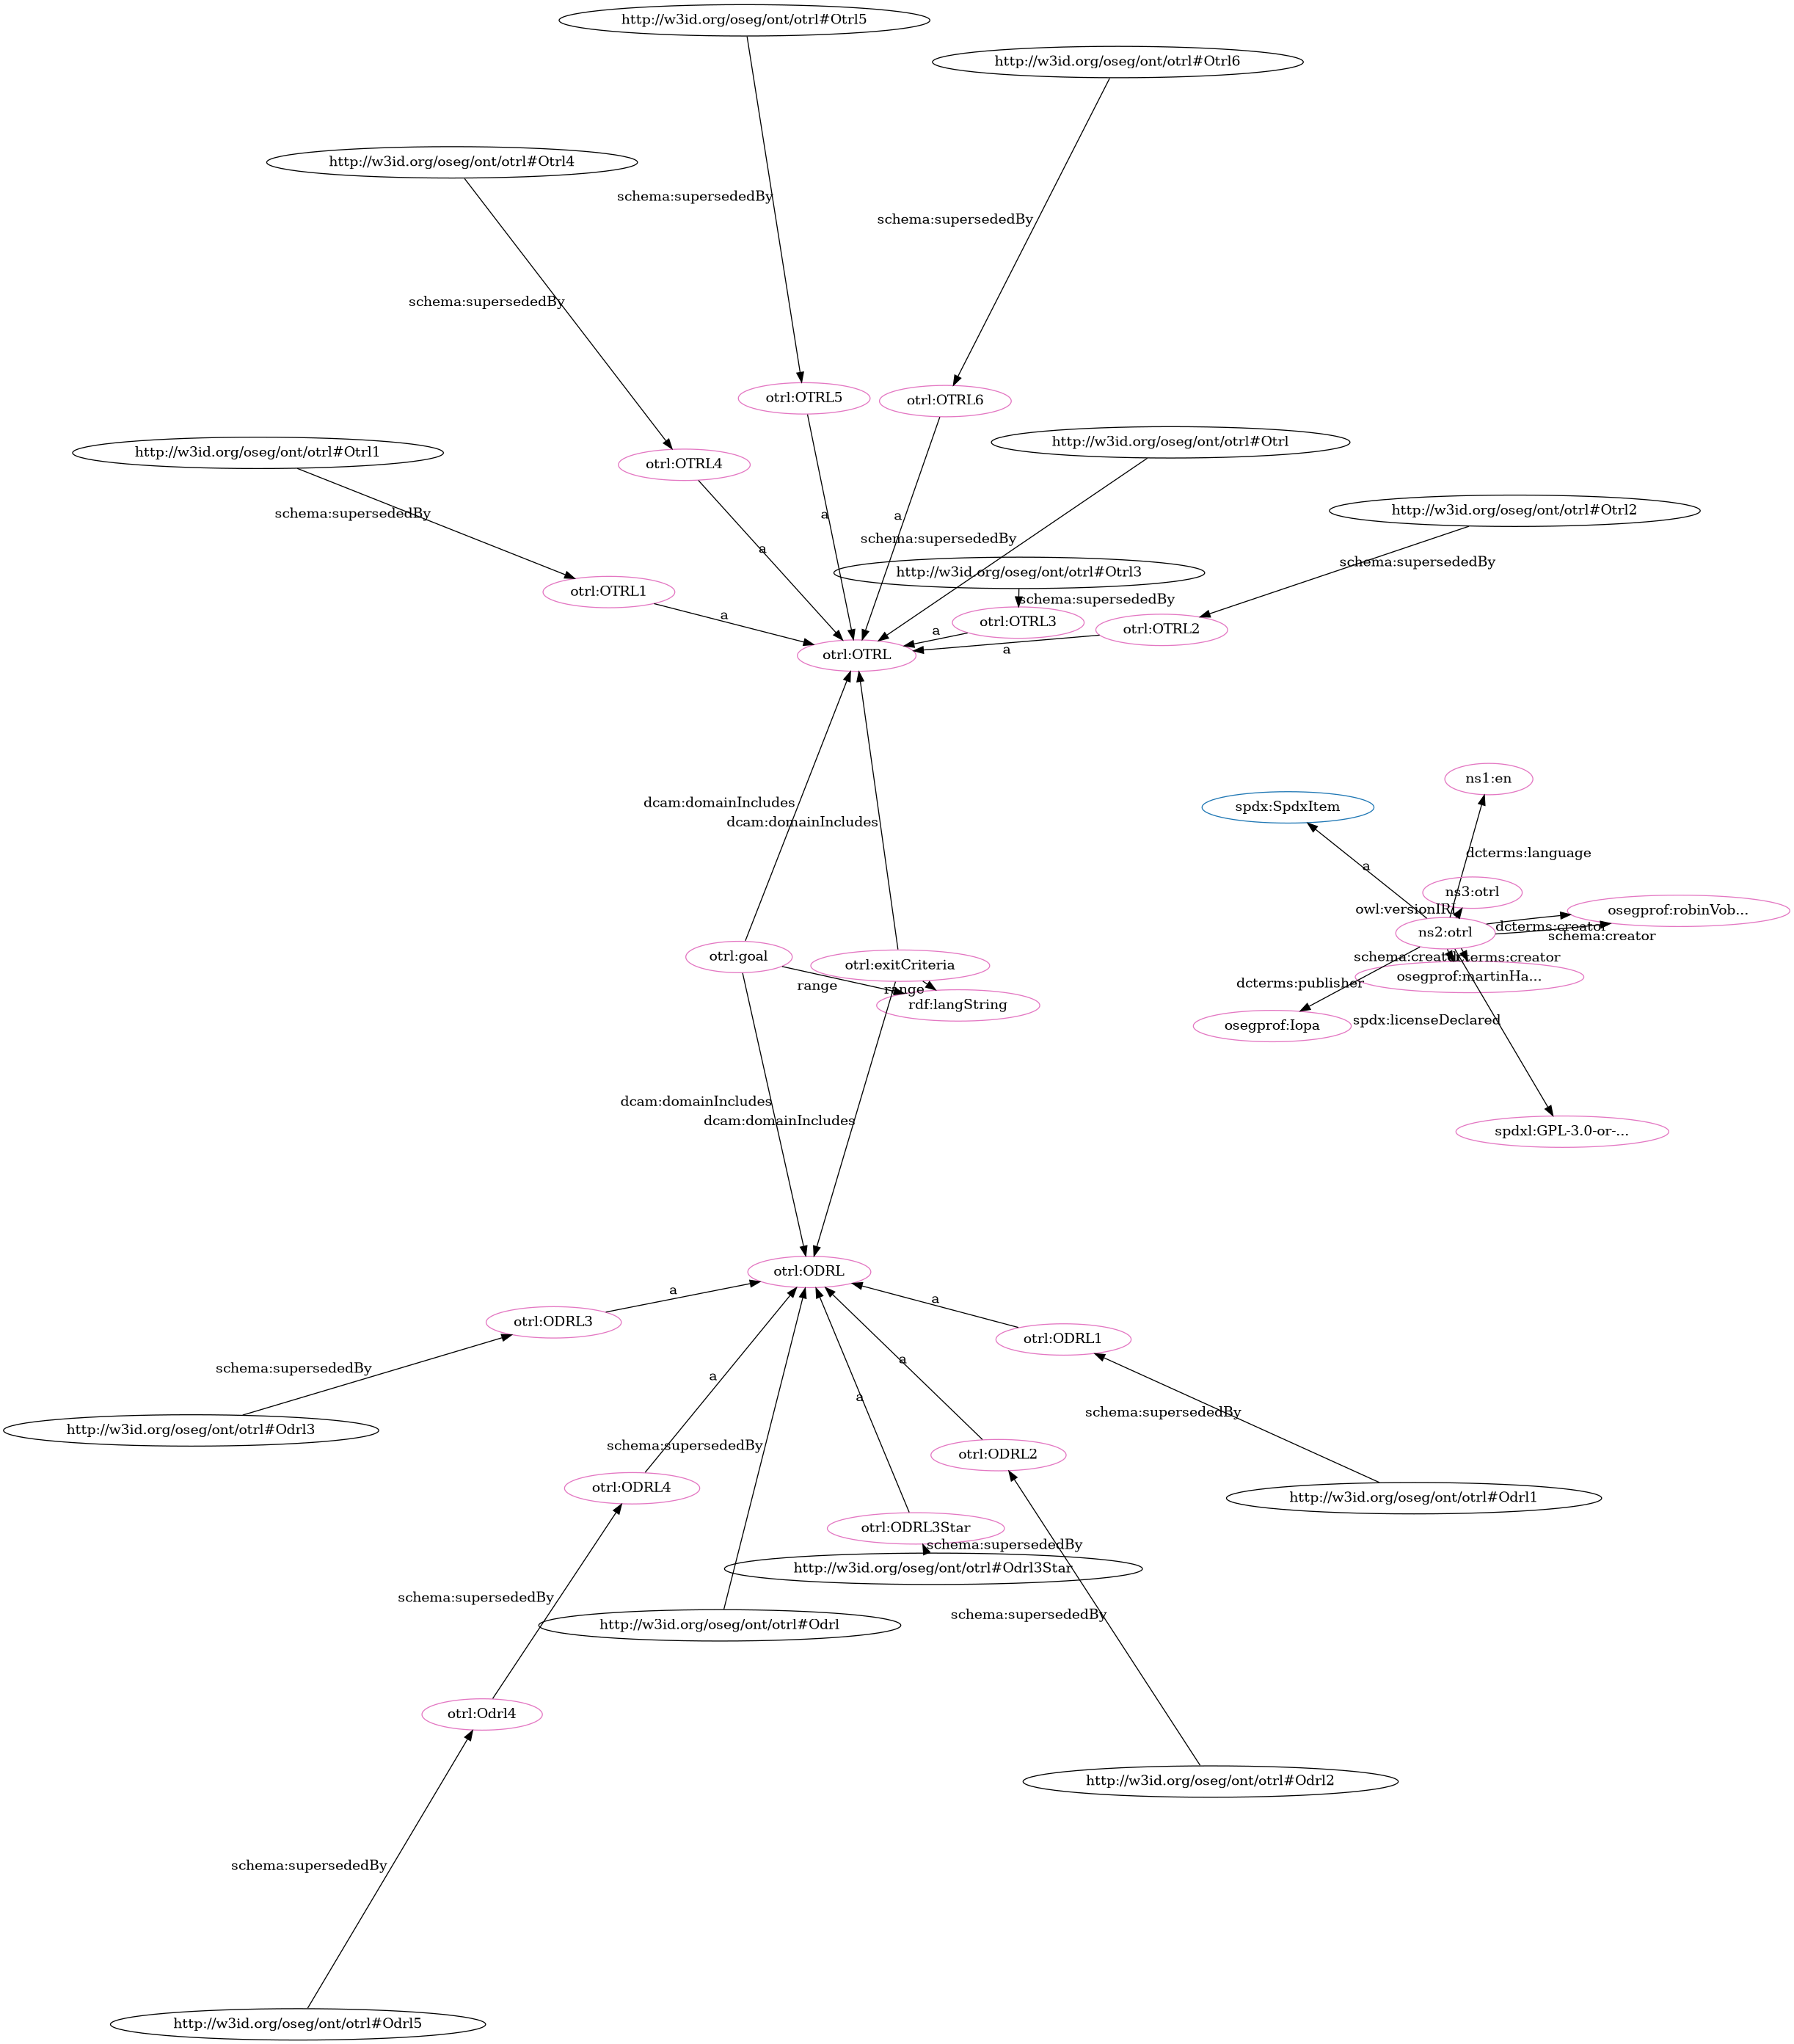 http://w3id.org/oseg/ont/otrl#Otrl5
http://w3id.org/oseg/ont/otrl#Otrl6
http://w3id.org/oseg/ont/otrl#Otrl4
schema:supersededBy
schema:supersededBy
schema:supersededBy
otrl:OTRL5
otrl:OTRL6
http://w3id.org/oseg/ont/otrl#Otrl
http://w3id.org/oseg/ont/otrl#Otrl1
otrl:OTRL4
http://w3id.org/oseg/ont/otrl#Otrl2
schema:supersededBy
a
a
schema:supersededBy
a
schema:supersededBy
http://w3id.org/oseg/ont/otrl#Otrl3
otrl:OTRL1
schema:supersededBy
a
otrl:OTRL3
otrl:OTRL2
a
a
otrl:OTRL
ns1:en
dcam:domainIncludes
spdx:SpdxItem
dcam:domainIncludes
dcterms:language
a
ns3:otrl
owl:versionIRI
osegprof:robinVob...
dcterms:creator
ns2:otrl
schema:creator
otrl:goal
schema:creator
dcterms:creator
otrl:exitCriteria
osegprof:martinHa...
range
range
dcterms:publisher
rdf:langString
osegprof:Iopa
spdx:licenseDeclared
dcam:domainIncludes
dcam:domainIncludes
spdxl:GPL-3.0-or-...
otrl:ODRL
a
a
otrl:ODRL3
otrl:ODRL1
schema:supersededBy
a
a
a
schema:supersededBy
http://w3id.org/oseg/ont/otrl#Odrl3
schema:supersededBy
otrl:ODRL2
otrl:ODRL4
http://w3id.org/oseg/ont/otrl#Odrl1
otrl:ODRL3Star
schema:supersededBy
http://w3id.org/oseg/ont/otrl#Odrl3Star
schema:supersededBy
schema:supersededBy
http://w3id.org/oseg/ont/otrl#Odrl
otrl:Odrl4
http://w3id.org/oseg/ont/otrl#Odrl2
schema:supersededBy
http://w3id.org/oseg/ont/otrl#Odrl5